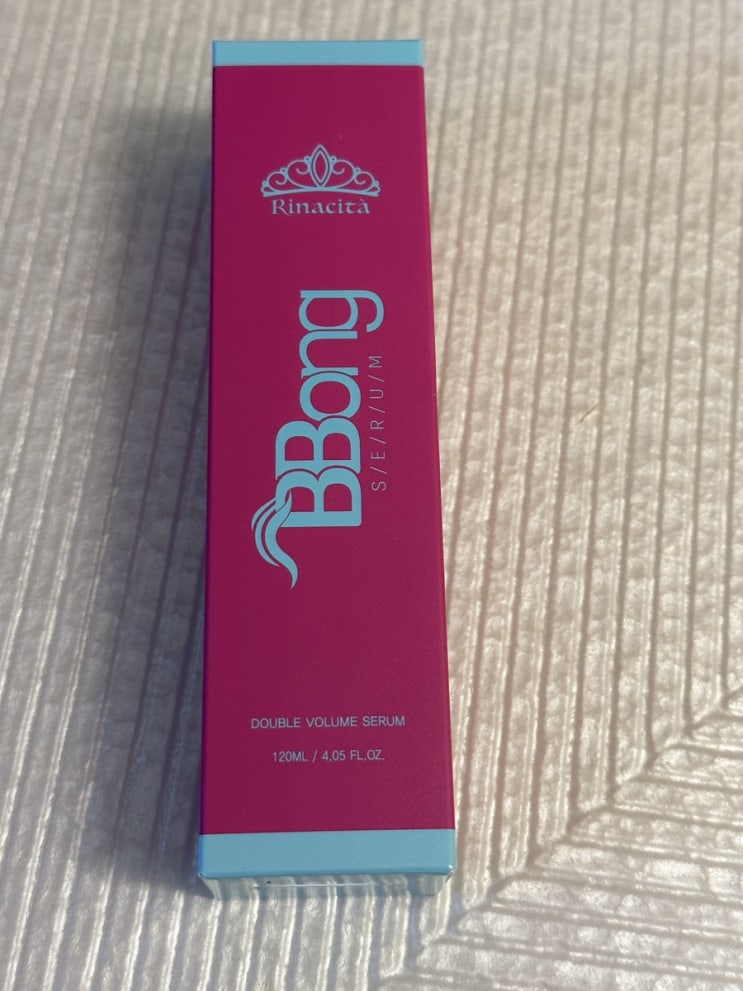 Rinacità
BBong
S/E/R/U/M
DOUBLE VOLUME SERUM
120ML / 4.05 FL.OZ.